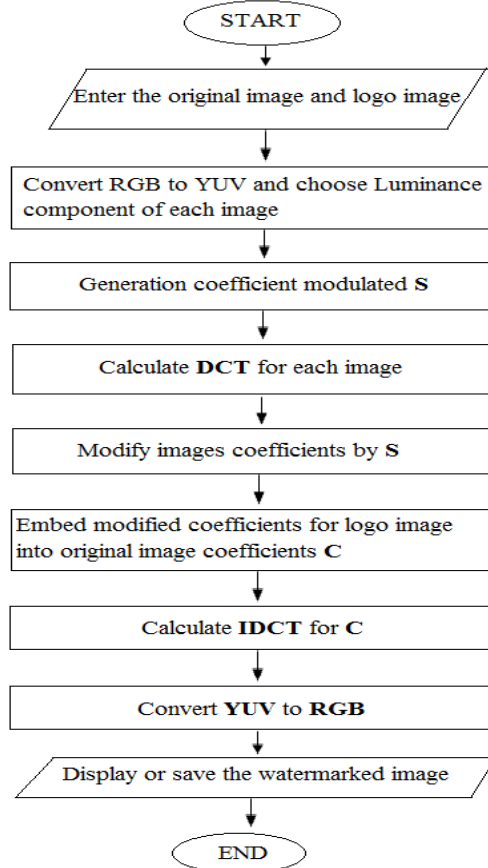 START
Enter the original image and logo image
Convert RGB to YUV and choose Luminance
component of each image
Generation coefficient modulated S
Calculate DCT for each image
Modify images coefficients by S
Embed modified coefficients for logo image
into original image coefficients C
Calculate IDCT for C
Convert YUV to RGB
Display or save the watermarked image
END